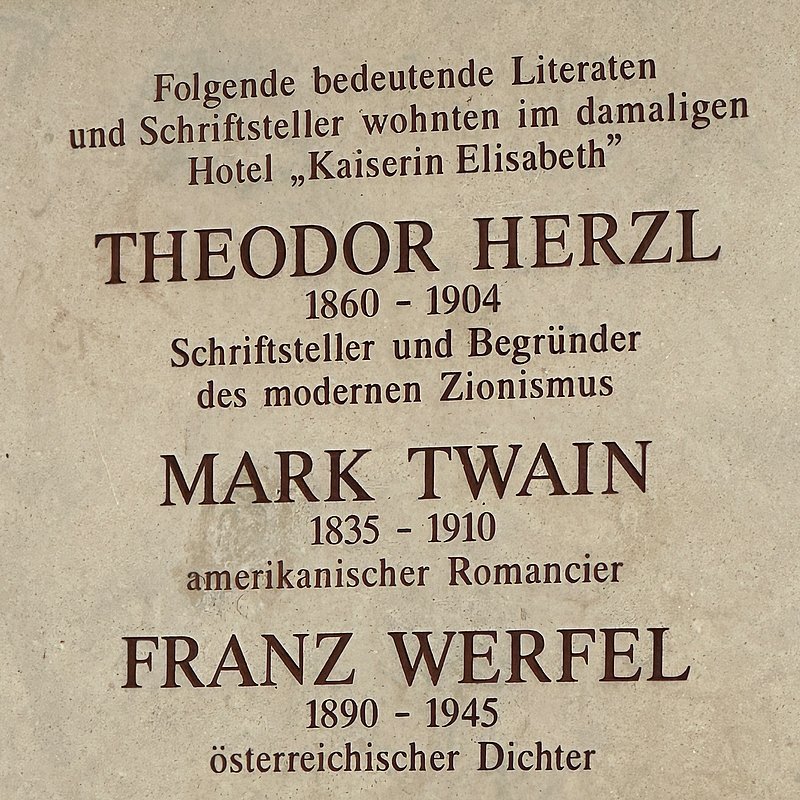 Folgende bedeutende Literaten
und Schriftsteller wohnten im damaligen
Hotel „Kaiserin Elisabeth”
THEODOR HERZL
1860 - 1904
Schriftsteller und Begründer
des modernen Zionismus
MARK TWAIN
1835 - 1910
amerikanischer Romancier
FRANZ WERFEL
1890 - 1945
österreichischer Dichter